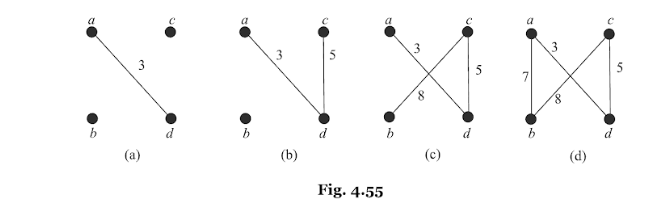 a c a c a c a c
3 3 5 3 5 8 7 3 5 8
b d b d b d b d
(a) (b) (c) (d)
Fig. 4.55